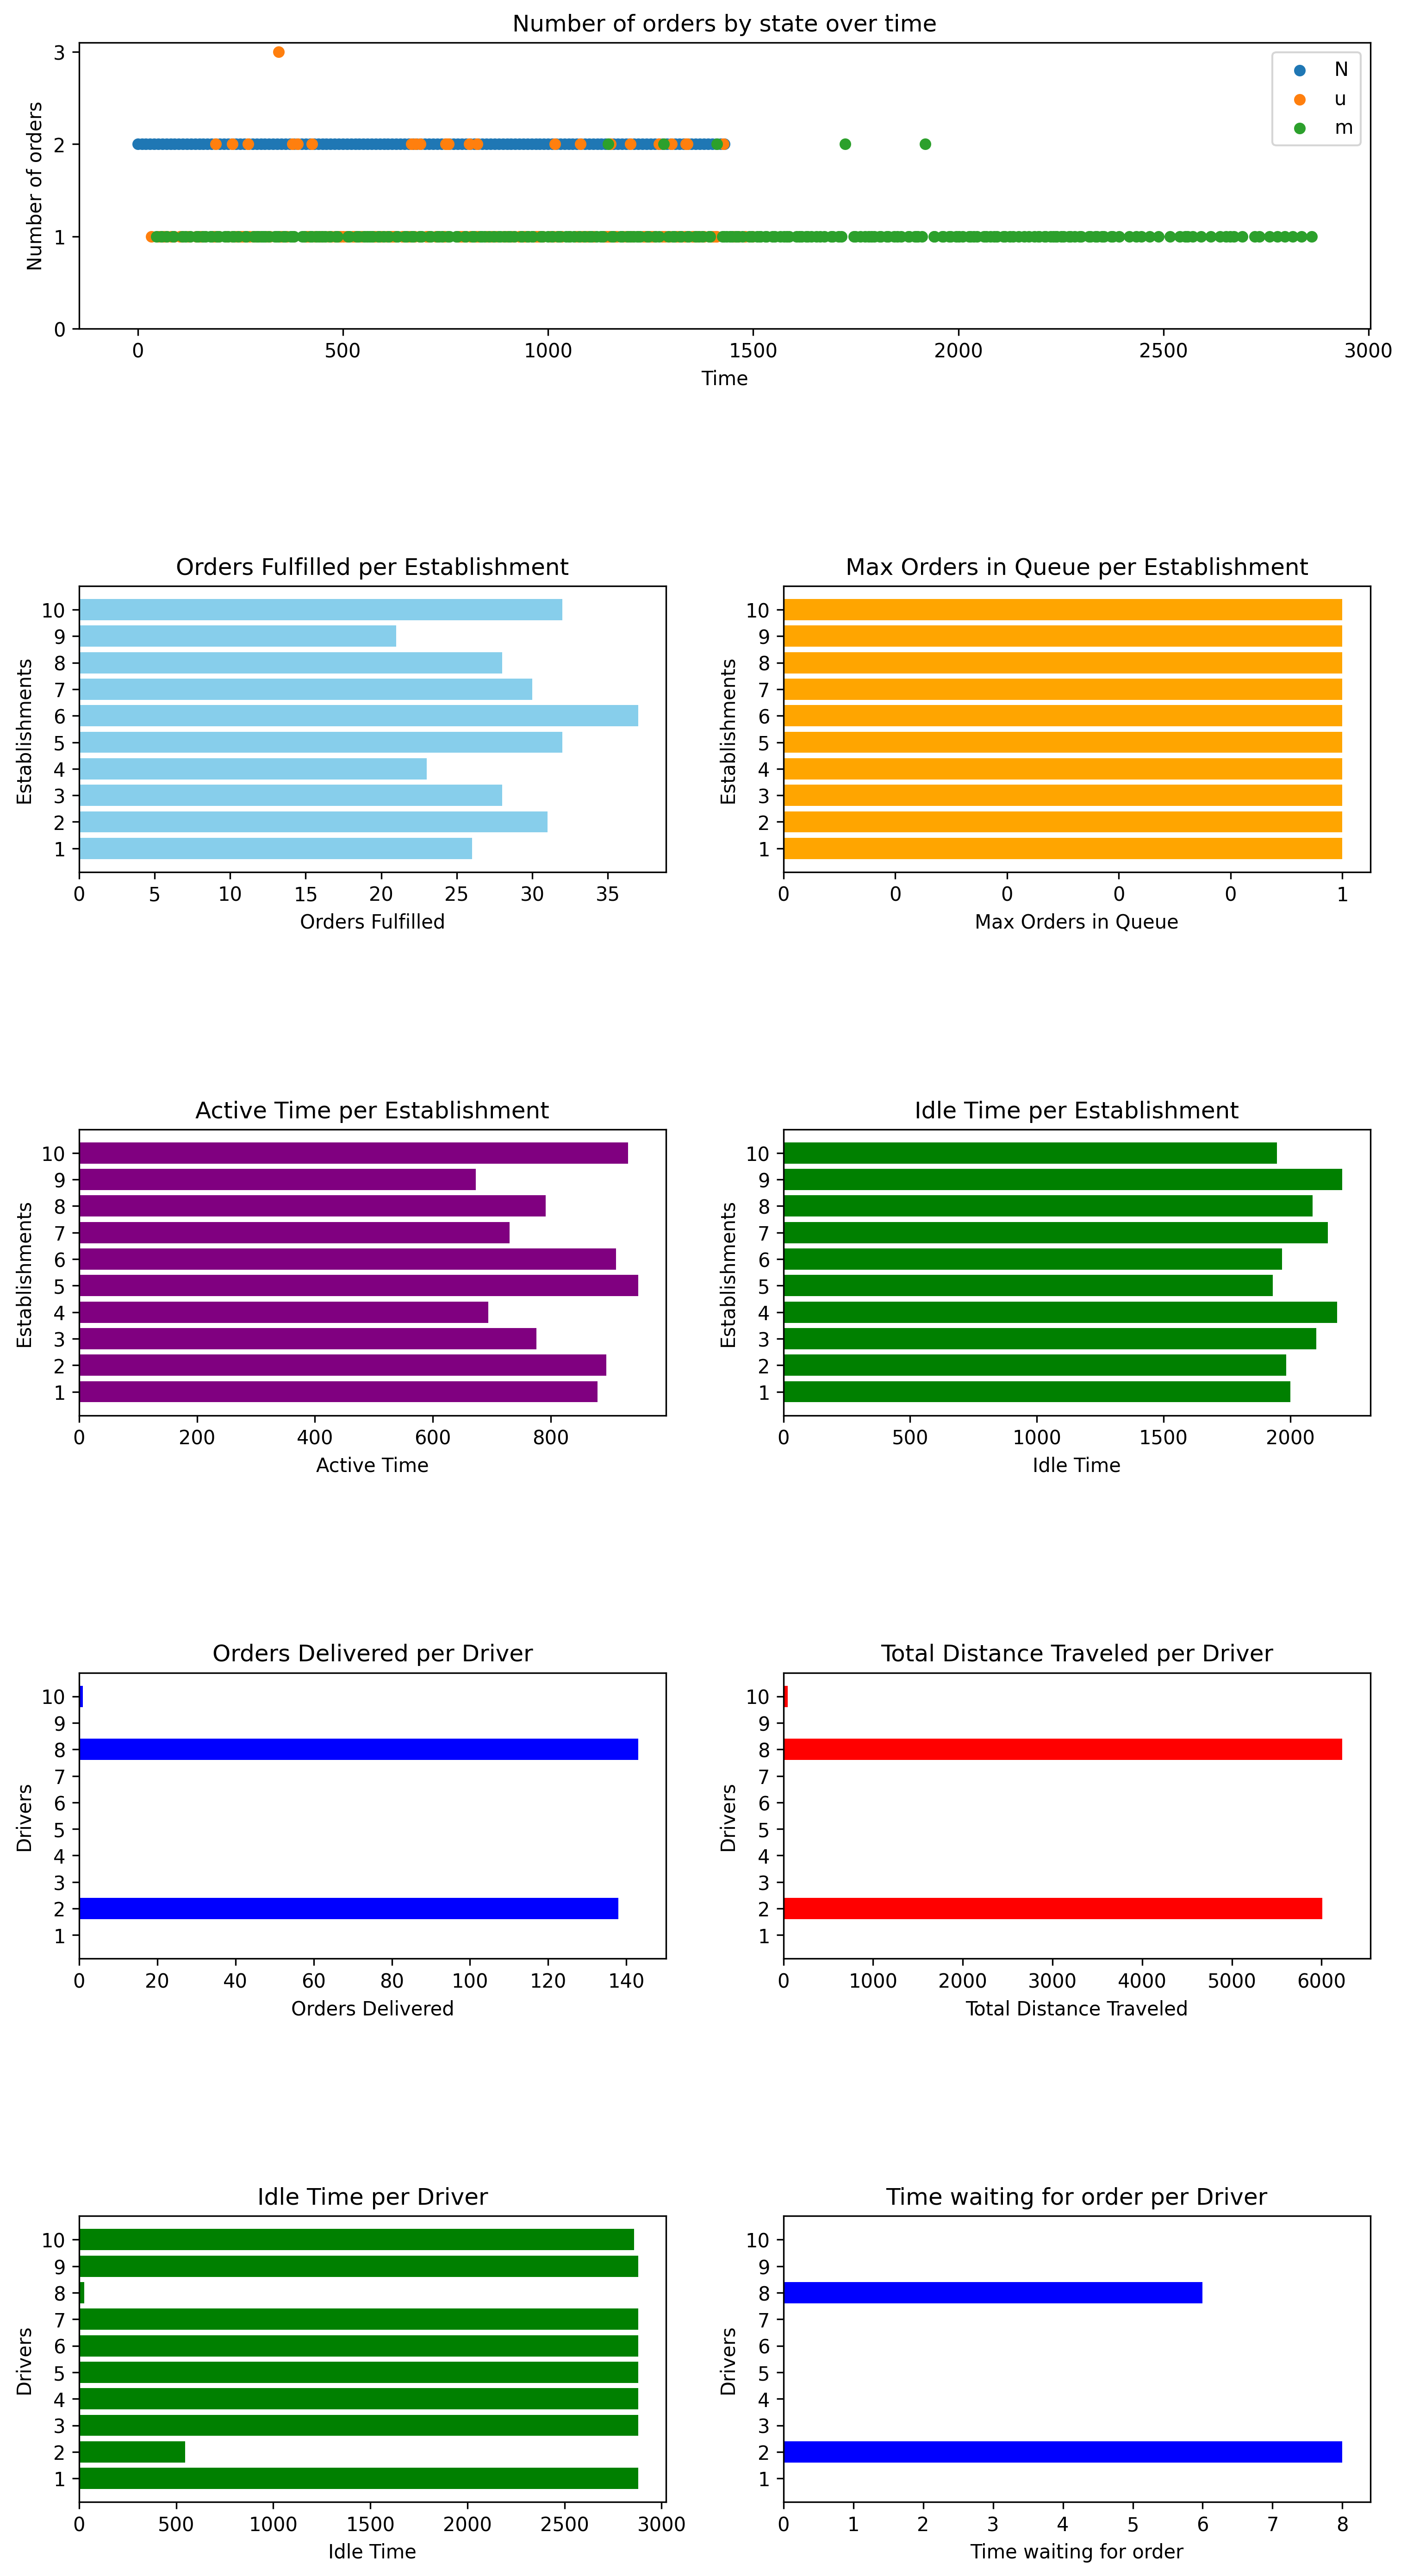 Number of orders by state over time
Number of orders
3
2
1
0
N
u
m
0 500 1000 1500 2000 2500 3000
Time
Orders Fulfilled per Establishment
Establishments
10
9
8
7
6
5
4
3
2
1
0 5 10 15 20 25 30 35
Orders Fulfilled
Max Orders in Queue per Establishment
Establishments
10
9
8
7
6
5
4
3
2
1
0 0 0 0 0 1
Max Orders in Queue
Active Time per Establishment
Establishments
10
9
8
7
6
5
4
3
2
1
0 200 400 600 800
Active Time
Idle Time per Establishment
Establishments
10
9
8
7
6
5
4
3
2
1
0 500 1000 1500 2000
Idle Time
Orders Delivered per Driver
Drivers
10
9
8
7
6
5
4
3
2
1
0 20 40 60 80 100 120 140
Orders Delivered
Total Distance Traveled per Driver
Drivers
10
9
8
7
6
5
4
3
2
1
0 1000 2000 3000 4000 5000 6000
Total Distance Traveled
Idle Time per Driver
Drivers
10
9
8
7
6
5
4
3
2
1
0 500 1000 1500 2000 2500 3000
Idle Time
Time waiting for order per Driver
Drivers
10
9
8
7
6
5
4
3
2
1
0 1 2 3 4 5 6 7 8
Time waiting for order